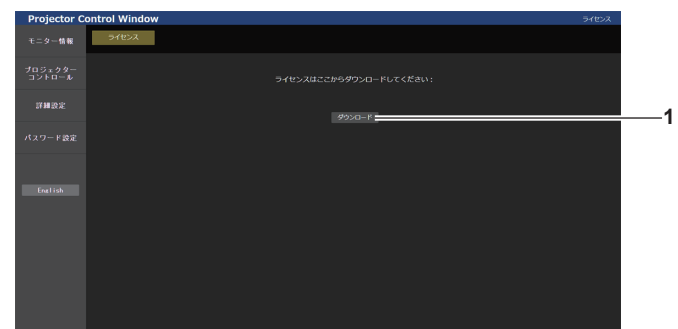 Projector Control Window
ライセンス
モニター情報
ライセンス
プロジェクター
コントロール
ライセンスはここからダウンロードしてください：
詳細設定
ダウンロード
1
パスワード設定
English